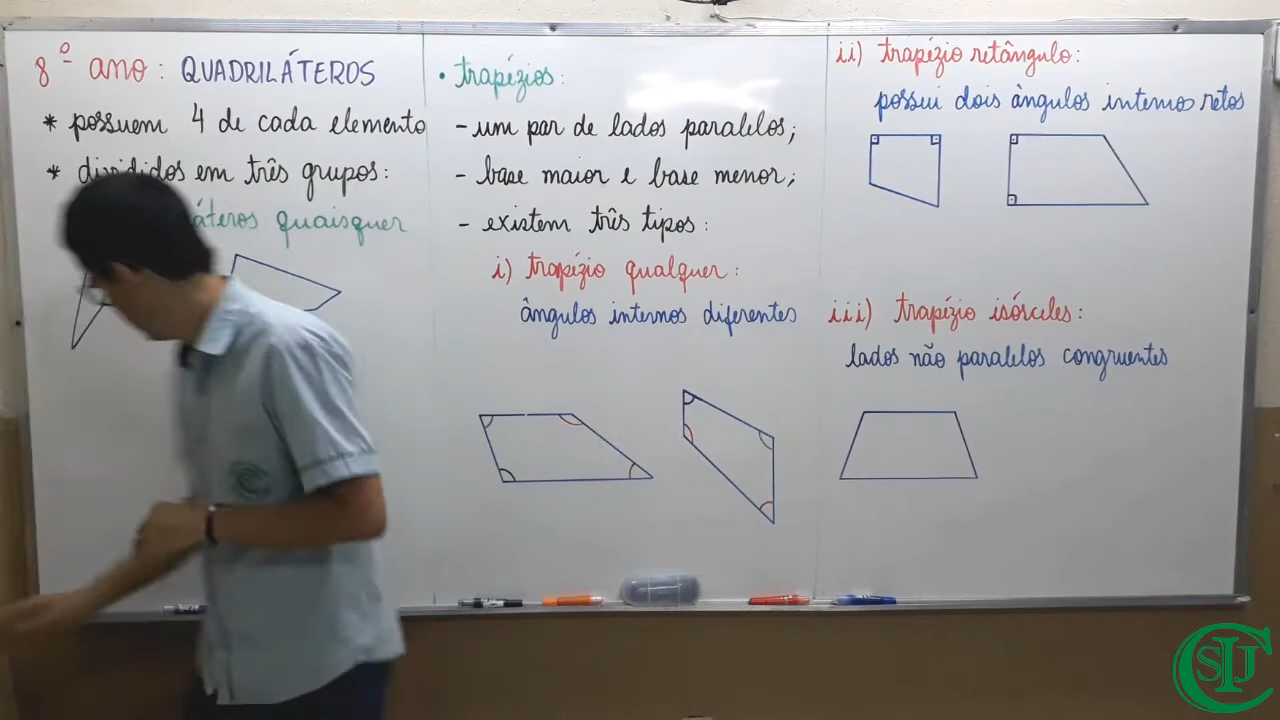 8º ano: QUADRILÁTEROS
* possuem 4 de cada elemento
* divididos em três grupos:
áteros quaisquer
• trapézios:
- um par de lados paralelos;
- base maior e base menor;
- existem três tipos:
i) trapézio qualquer:
ângulos internos diferentes
ii) trapézio retângulo:
possui dois ângulos internos retos
iii) trapézio isósceles:
lados não paralelos congruentes
CSIJ